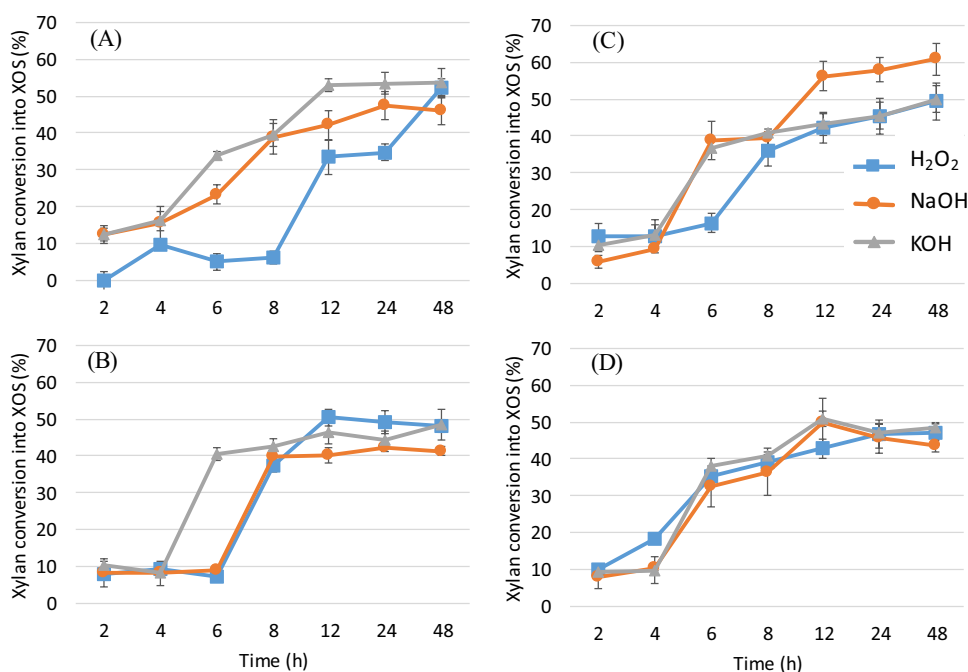 (A)
Xylan conversion into XOS (%)
70
60
50
40
30
20
10
0
2 4 6 8 12 24 48
(C)
Xylan conversion into XOS (%)
70
60
50
40
30
20
10
0
2 4 6 8 12 24 48
H₂O₂
NaOH
KOH
(B)
Xylan conversion into XOS (%)
70
60
50
40
30
20
10
0
2 4 6 8 12 24 48
Time (h)
(D)
Xylan conversion into XOS (%)
70
60
50
40
30
20
10
0
2 4 6 8 12 24 48
Time (h)